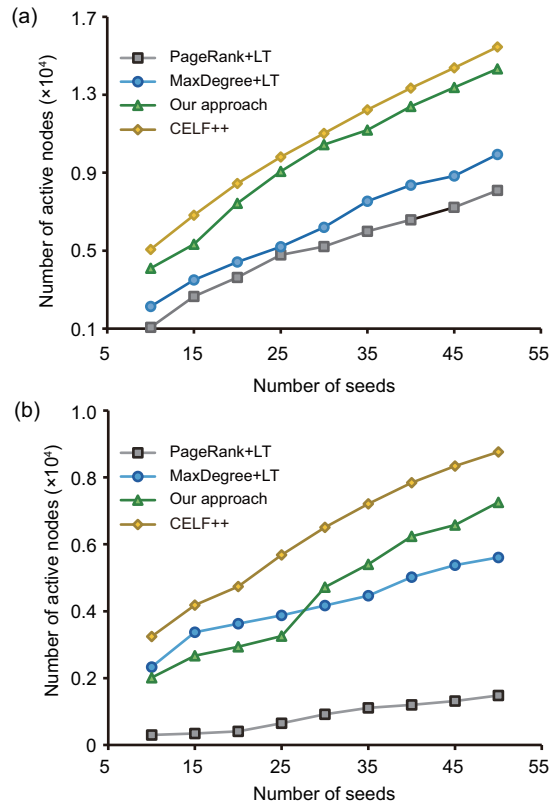 (a)
Number of active nodes (×10⁴)
1.7
1.3
0.9
0.5
0.1
PageRank+LT
MaxDegree+LT
Our approach
CELF++
5
15
25
35
45
55
Number of seeds
(b)
Number of active nodes (×10⁴)
1.0
0.8
0.6
0.4
0.2
0
PageRank+LT
MaxDegree+LT
Our approach
CELF++
5
15
25
35
45
55
Number of seeds